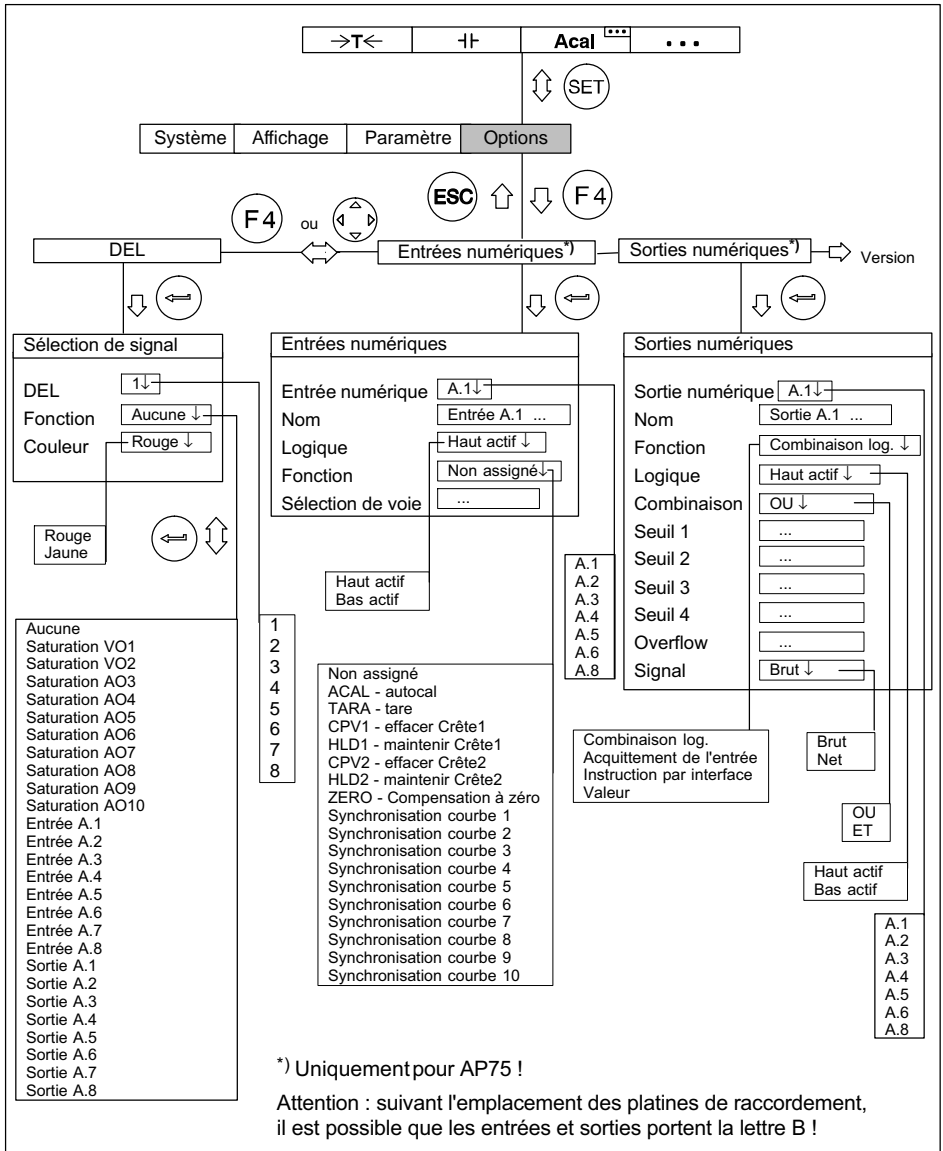 →T← ⊣⊢ Acal ▪▪▪ ...
SET
Système Affichage Paramètre Options
ESC F4
F4 ou
DEL Entrées numériques*) Sorties numériques*) Version
Sélection de signal
DEL 1↓
Fonction Aucune ↓
Couleur Rouge ↓
Rouge
Jaune
Aucune
Saturation VO1
Saturation VO2
Saturation AO3
Saturation AO4
Saturation AO5
Saturation AO6
Saturation AO7
Saturation AO8
Saturation AO9
Saturation AO10
Entrée A.1
Entrée A.2
Entrée A.3
Entrée A.4
Entrée A.5
Entrée A.6
Entrée A.7
Entrée A.8
Sortie A.1
Sortie A.2
Sortie A.3
Sortie A.4
Sortie A.5
Sortie A.6
Sortie A.7
Sortie A.8
1
2
3
4
5
6
7
8
Entrées numériques
Entrée numérique A.1↓
Nom Entrée A.1 ...
Logique Haut actif ↓
Fonction Non assigné↓
Sélection de voie ...
Haut actif
Bas actif
A.1
A.2
A.3
A.4
A.5
A.6
A.8
Non assigné
ACAL - autocal
TARA - tare
CPV1 - effacer Crête1
HLD1 - maintenir Crête1
CPV2 - effacer Crête2
HLD2 - maintenir Crête2
ZERO - Compensation à zéro
Synchronisation courbe 1
Synchronisation courbe 2
Synchronisation courbe 3
Synchronisation courbe 4
Synchronisation courbe 5
Synchronisation courbe 6
Synchronisation courbe 7
Synchronisation courbe 8
Synchronisation courbe 9
Synchronisation courbe 10
Sorties numériques
Sortie numérique A.1↓
Nom Sortie A.1 ...
Fonction Combinaison log. ↓
Logique Haut actif ↓
Combinaison OU ↓
Seuil 1 ...
Seuil 2 ...
Seuil 3 ...
Seuil 4 ...
Overflow ...
Signal Brut ↓
Combinaison log.
Acquittement de l'entrée
Instruction par interface
Valeur
Brut
Net
OU
ET
Haut actif
Bas actif
A.1
A.2
A.3
A.4
A.5
A.6
A.8
*) Uniquement pour AP75 !
Attention : suivant l'emplacement des platines de raccordement,
il est possible que les entrées et sorties portent la lettre B !